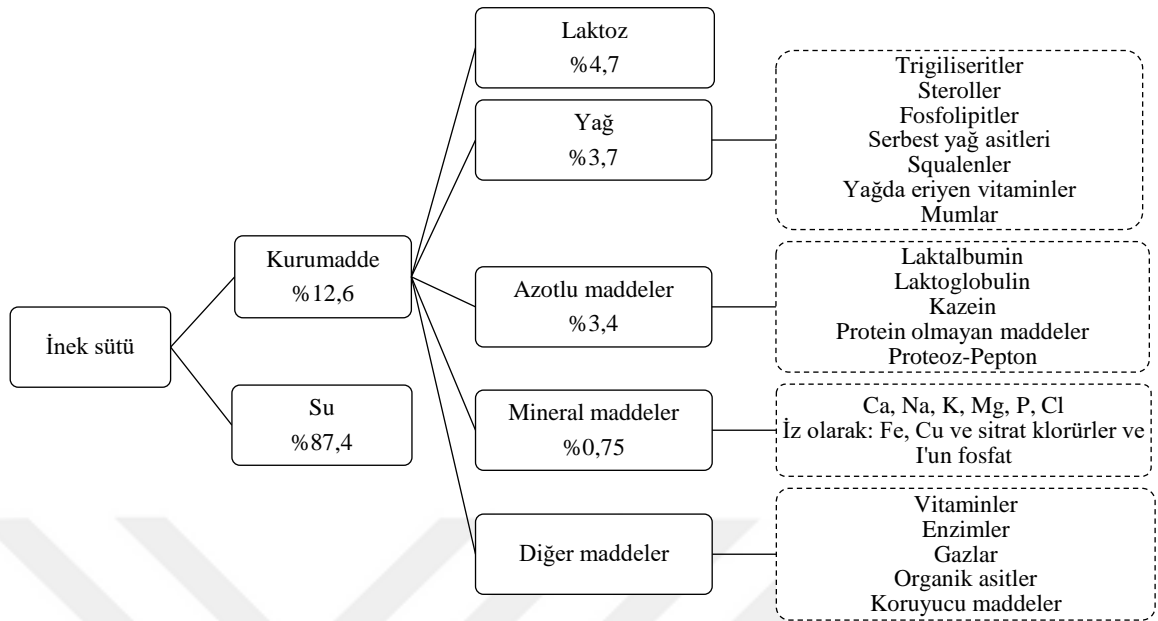 İnek sütü
Kurumadde
%12,6
Su
%87,4
Laktoz
%4,7
Yağ
%3,7
Trigiliseritler
Steroller
Fosfolipitler
Serbest yağ asitleri
Squalenler
Yağda eriyen vitaminler
Mumlar
Azotlu maddeler
%3,4
Laktalbumin
Laktoglobulin
Kazein
Protein olmayan maddeler
Proteoz-Pepton
Mineral maddeler
%0,75
Ca, Na, K, Mg, P, Cl
İz olarak: Fe, Cu ve sitrat klorürler ve
I'un fosfat
Diğer maddeler
Vitaminler
Enzimler
Gazlar
Organik asitler
Koruyucu maddeler